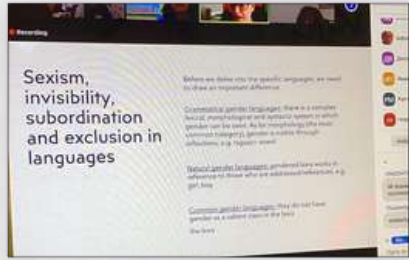 Recording
Sexism,
invisibility,
subordination
and exclusion in
languages
Before we delve into the specific languages, we need
to draw an important difference
Grammatical gender languages: there is a complex
lexical, morphological and syntactic system in which
gender can be used. As for morphology (the most
common category), gender is visible through
inflections, e.g.
Natural gender languages: gendered lexis works in
reference to those who are addressed/references, e.g.
girl, boy
Common gender languages: they do not have
gender as a salient class in the lexis